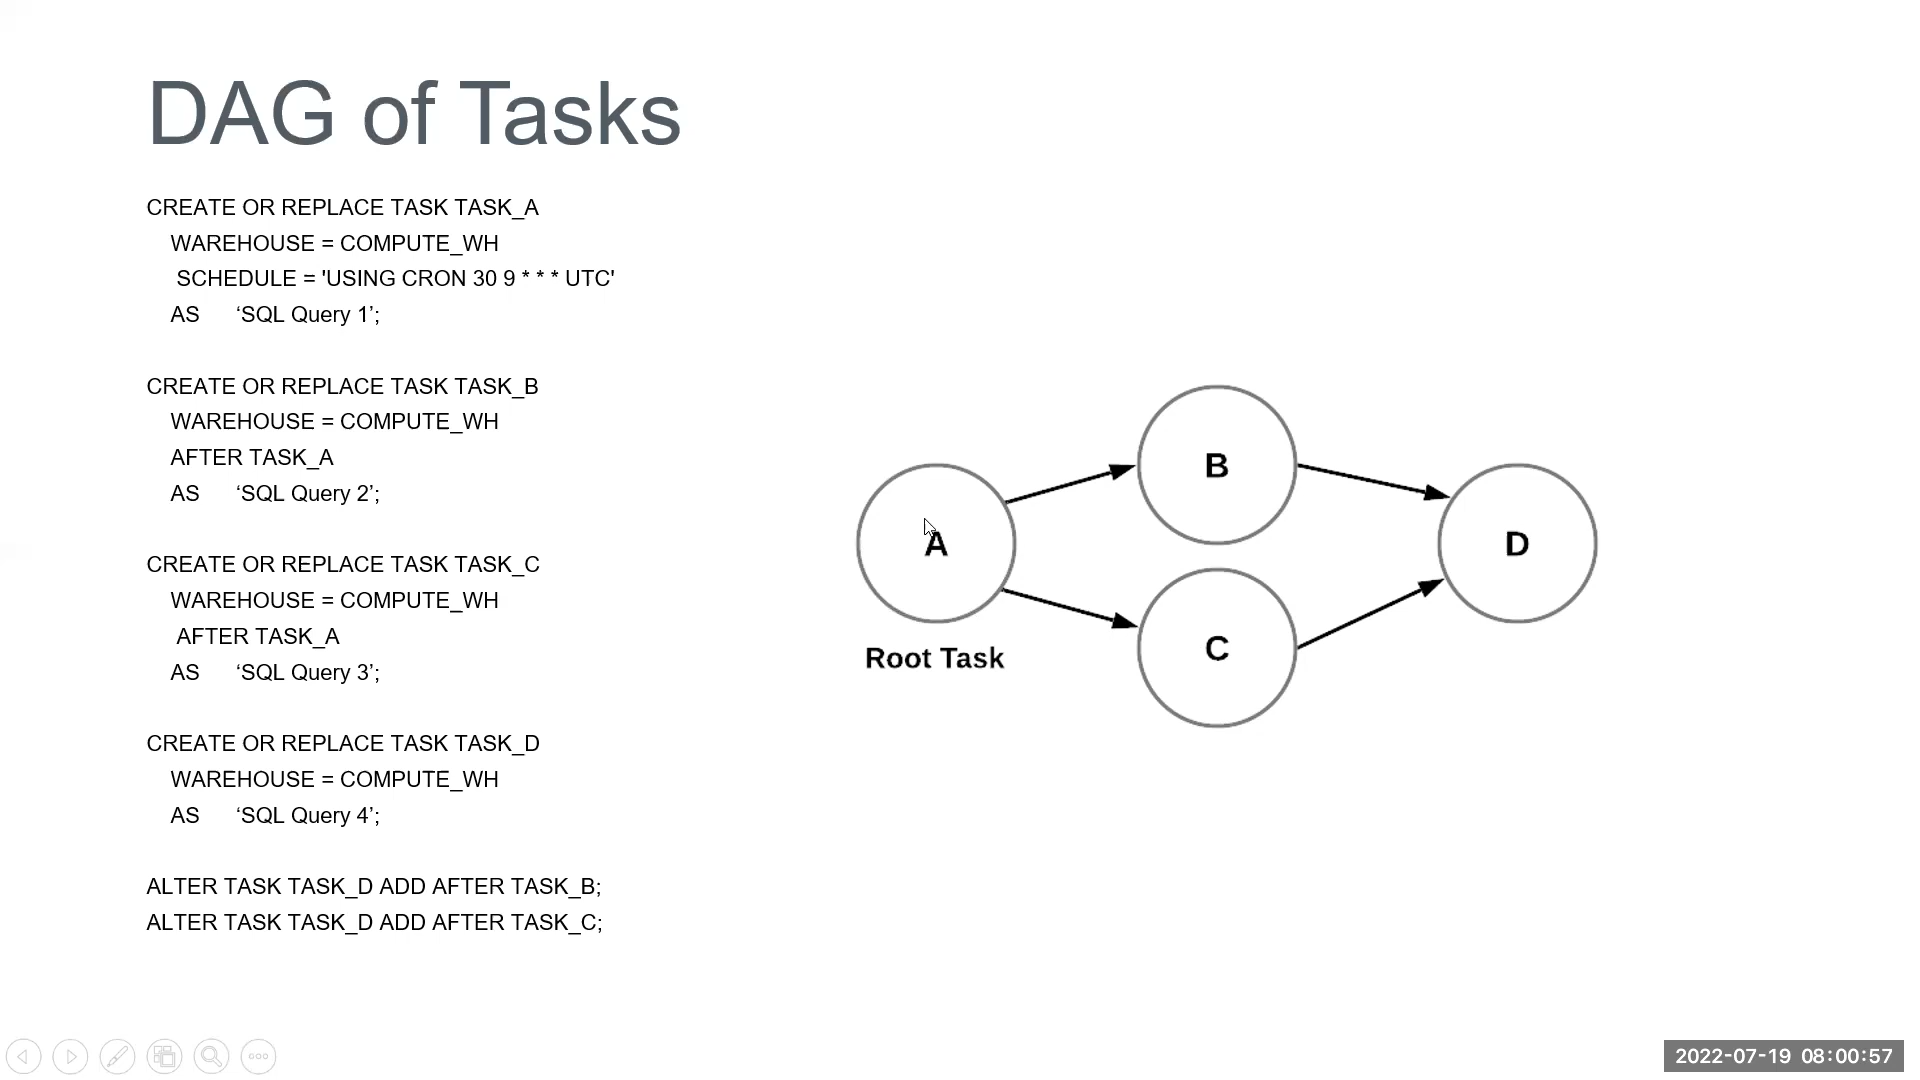 DAG of Tasks
CREATE OR REPLACE TASK TASK_A
WAREHOUSE = COMPUTE_WH
SCHEDULE = 'USING CRON 30 9 * * * UTC'
AS ‘SQL Query 1’;
CREATE OR REPLACE TASK TASK_B
WAREHOUSE = COMPUTE_WH
AFTER TASK_A
AS ‘SQL Query 2’;
CREATE OR REPLACE TASK TASK_C
WAREHOUSE = COMPUTE_WH
AFTER TASK_A
AS ‘SQL Query 3’;
CREATE OR REPLACE TASK TASK_D
WAREHOUSE = COMPUTE_WH
AS ‘SQL Query 4’;
ALTER TASK TASK_D ADD AFTER TASK_B;
ALTER TASK TASK_D ADD AFTER TASK_C;
A
Root Task
B
C
D
2022-07-19 08:00:57